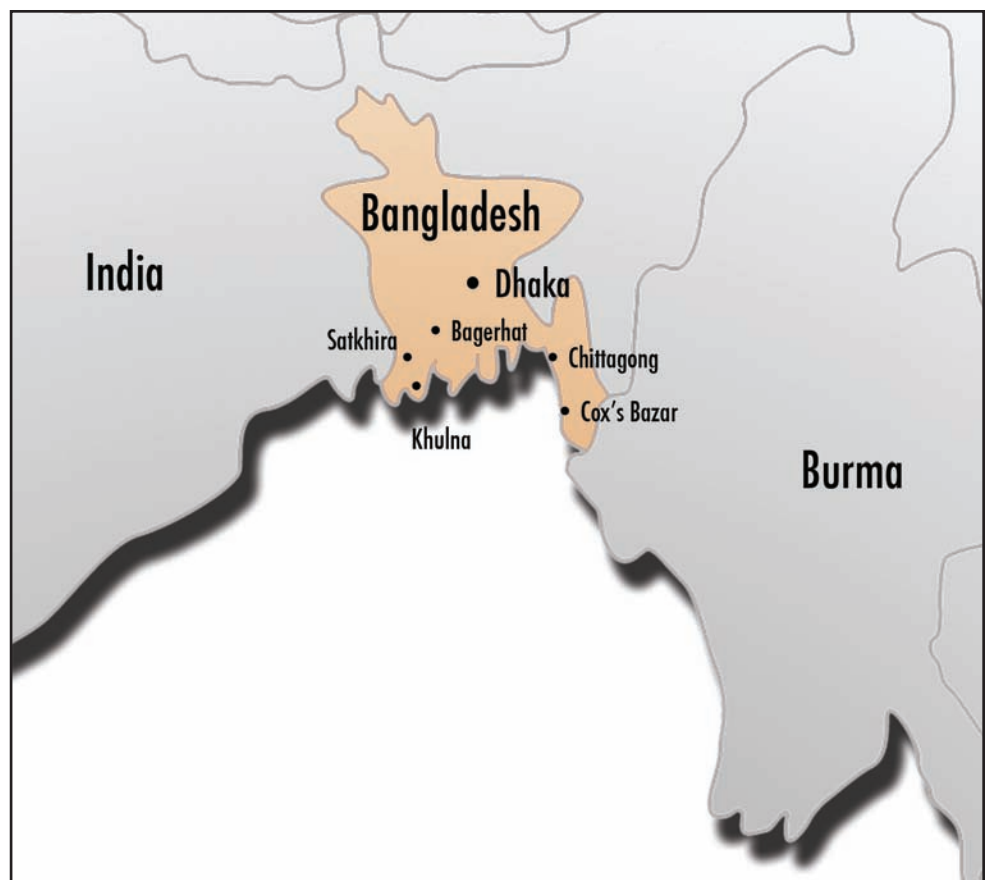 Bangladesh
India
Dhaka
Bagerhat
Satkhira
Chittagong
Cox's Bazar
Khulna
Burma